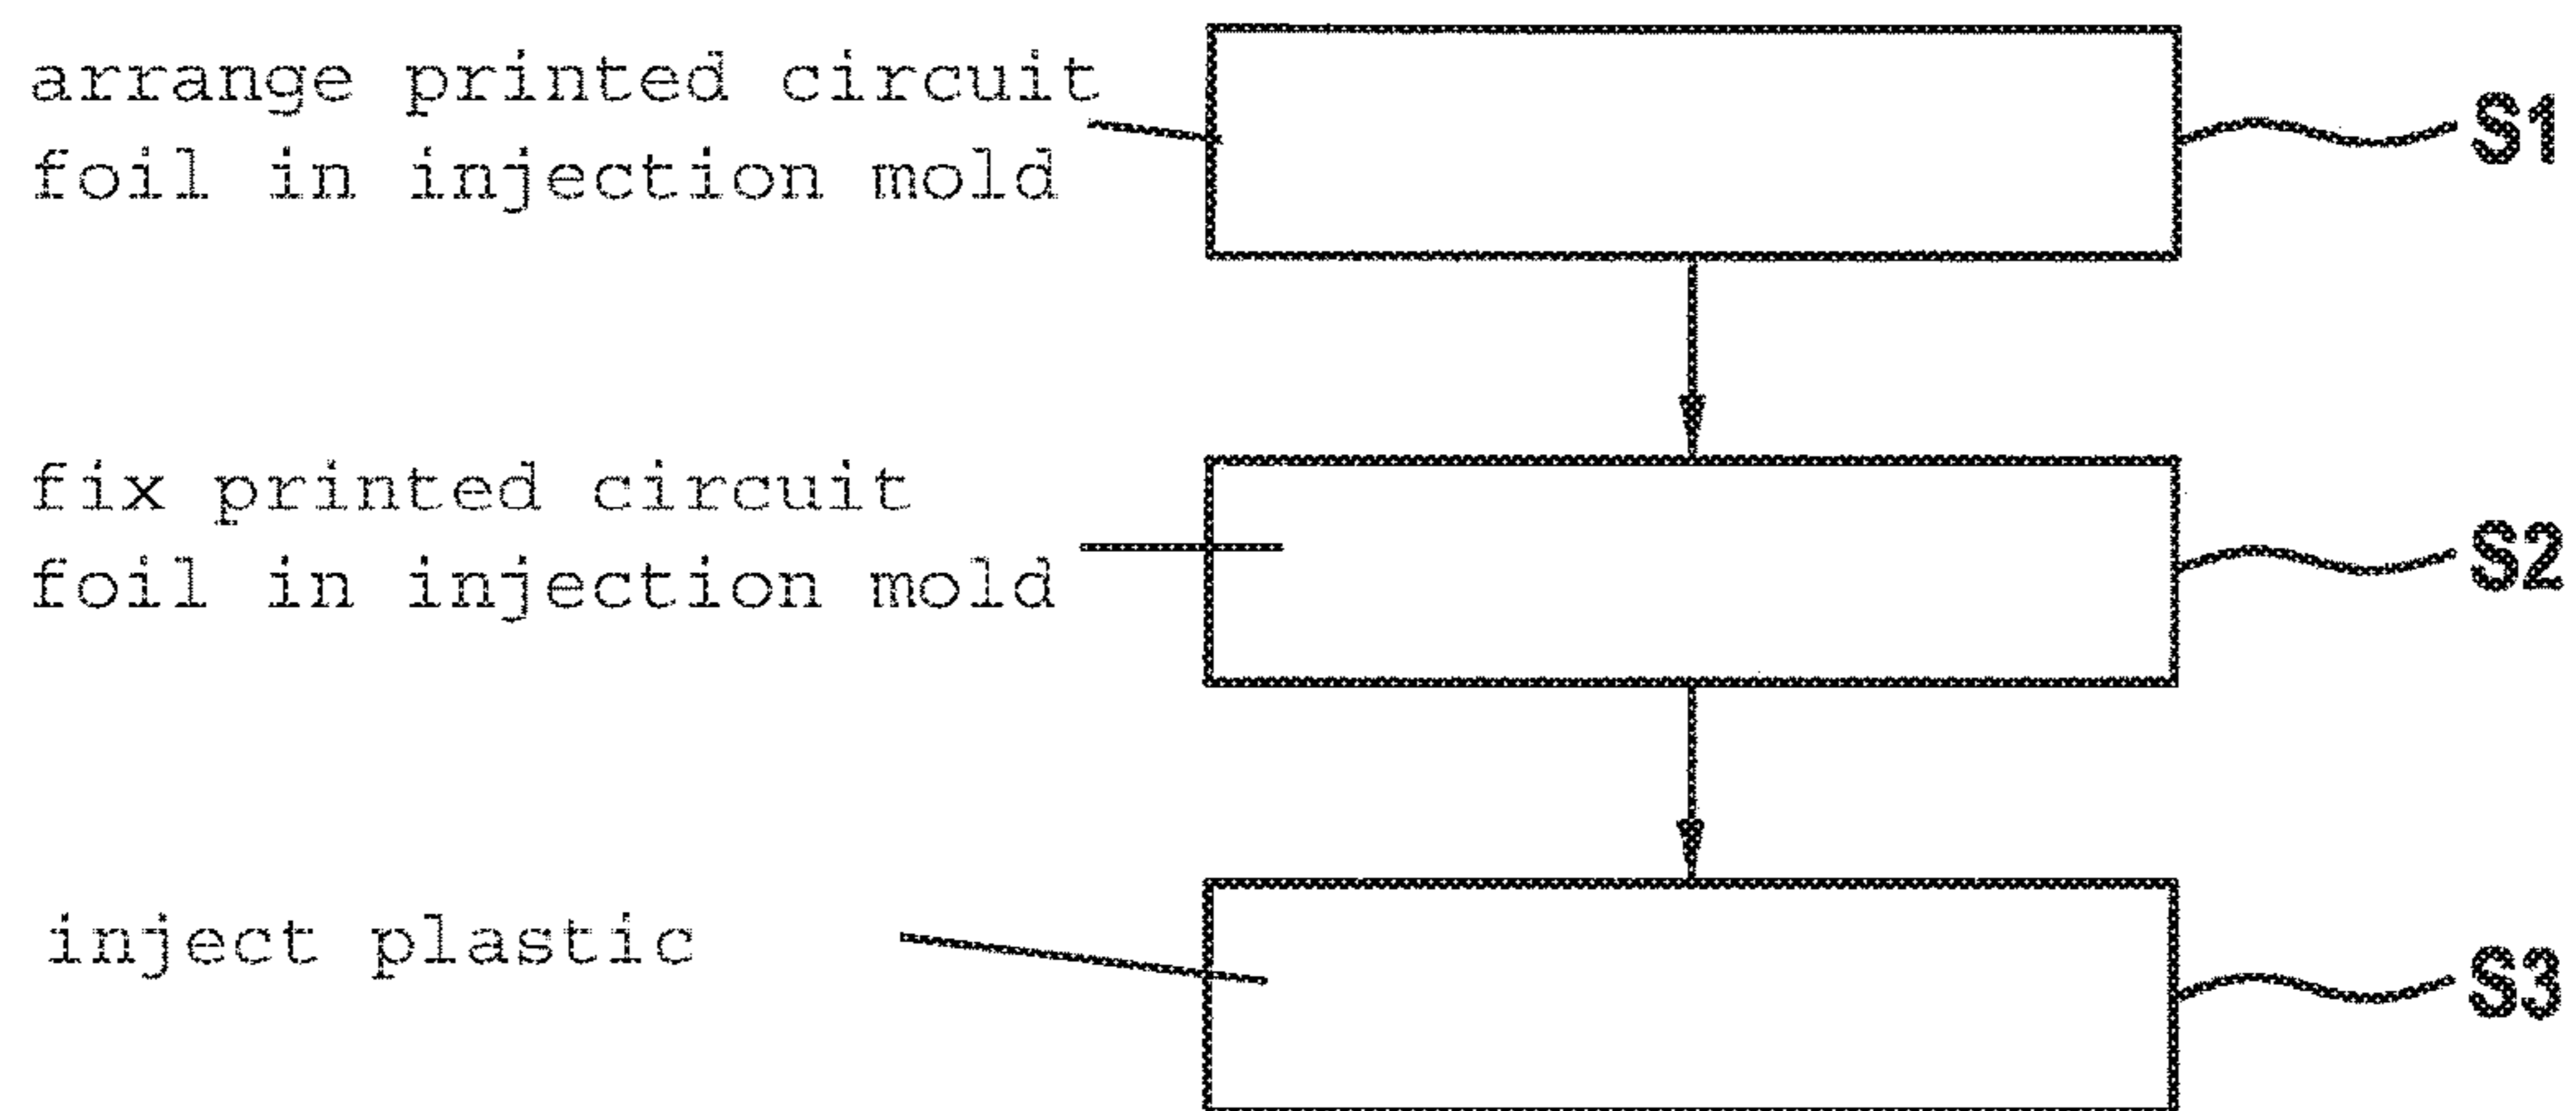 arrange printed circuit
foil in injection mold
S1
fix printed circuit
foil in injection mold
S2
inject plastic
S3